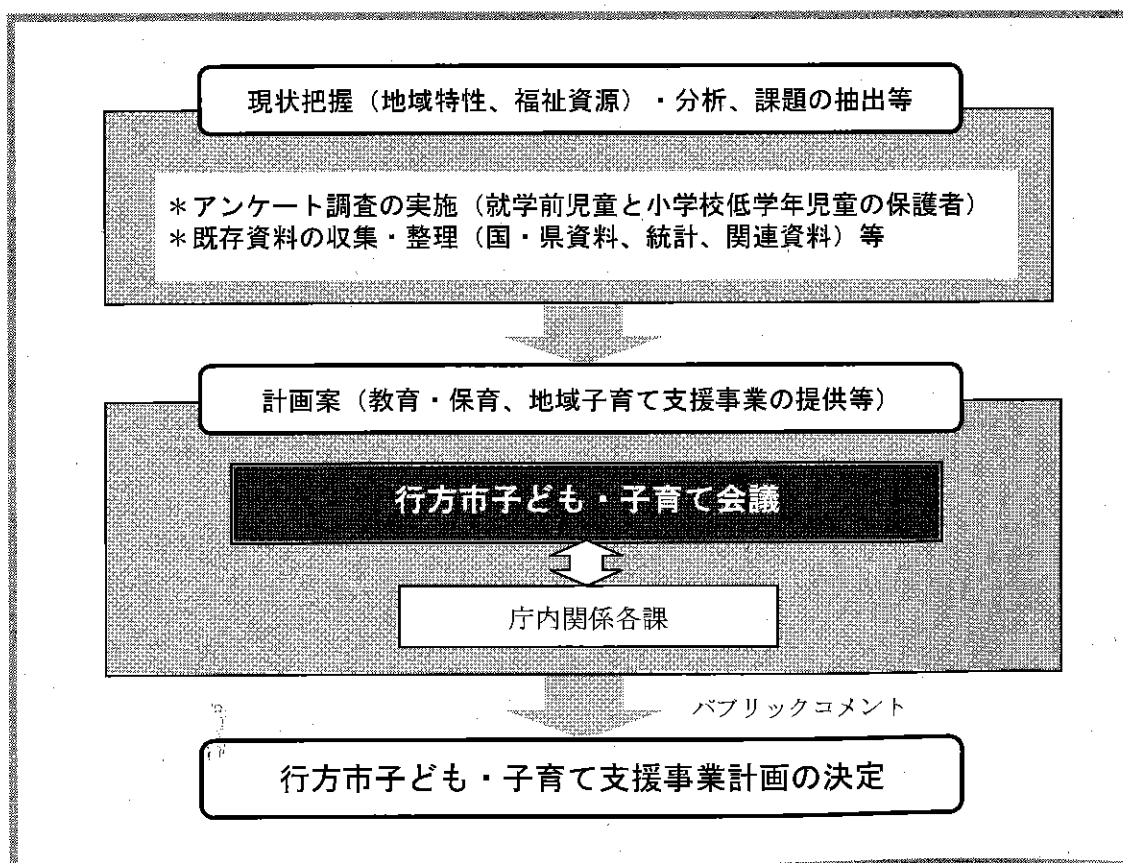 現状把握（地域特性、福祉資源）・分析、課題の抽出等
＊アンケート調査の実施（就学前児童と小学校低学年児童の保護者）
＊既存資料の収集・整理（国・県資料、統計、関連資料）等
計画案（教育・保育、地域子育て支援事業の提供等）
行方市子ども・子育て会議
庁内関係各課
パブリックコメント
行方市子ども・子育て支援事業計画の決定